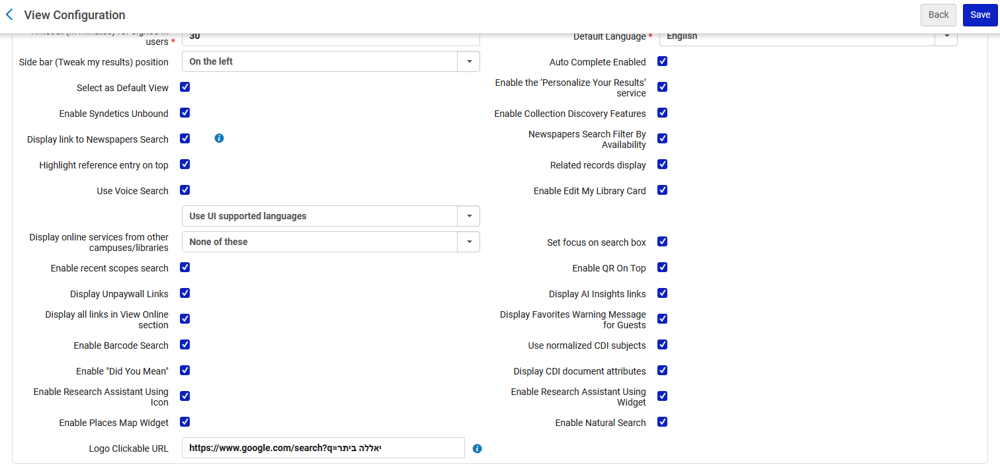 View Configuration
Back
Save
Timeout (in minutes) for signed in
users *
30
Default Language *
English
Side bar (Tweak my results) position
On the left
Auto Complete Enabled
Select as Default View
Enable the ‘Personalize Your Results’
service
Enable Syndetics Unbound
Enable Collection Discovery Features
Display link to Newspapers Search
Newspapers Search Filter By
Availability
Highlight reference entry on top
Related records display
Use Voice Search
Enable Edit My Library Card
Use UI supported languages
Display online services from other
campuses/libraries
None of these
Set focus on search box
Enable recent scopes search
Enable QR On Top
Display Unpaywall Links
Display AI Insights links
Display all links in View Online
section
Display Favorites Warning Message
for Guests
Enable Barcode Search
Use normalized CDI subjects
Enable "Did You Mean"
Display CDI document attributes
Enable Research Assistant Using
Icon
Enable Research Assistant Using
Widget
Enable Places Map Widget
Enable Natural Search
Logo Clickable URL
https://www.google.com/search?q=יאללה ביתר